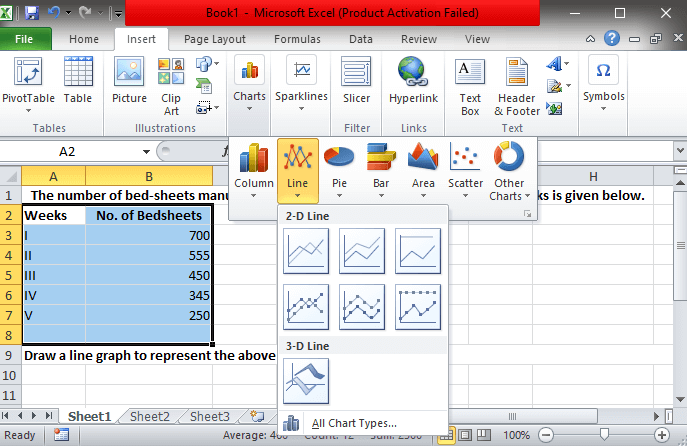 Book1 - Microsoft Excel (Product Activation Failed)
File Home Insert Page Layout Formulas Data Review View
PivotTable Table Picture Clip Art Charts Sparklines Slicer Hyperlink Text Box Header & Footer Symbols
Tables Illustrations Filter Links Text
A2
Column Line Pie Bar Area Scatter Other Charts
A B H
1 The number of bed-sheets manu ks is given below.
2 Weeks No. of Bedsheets
3 I 700
4 II 555
5 III 450
6 IV 345
7 V 250
8
9 Draw a line graph to represent the above
10
11
2-D Line
3-D Line
All Chart Types...
Sheet1 Sheet2 Sheet3
Ready Average: 460 Count: 12 Sum: 2300 100%